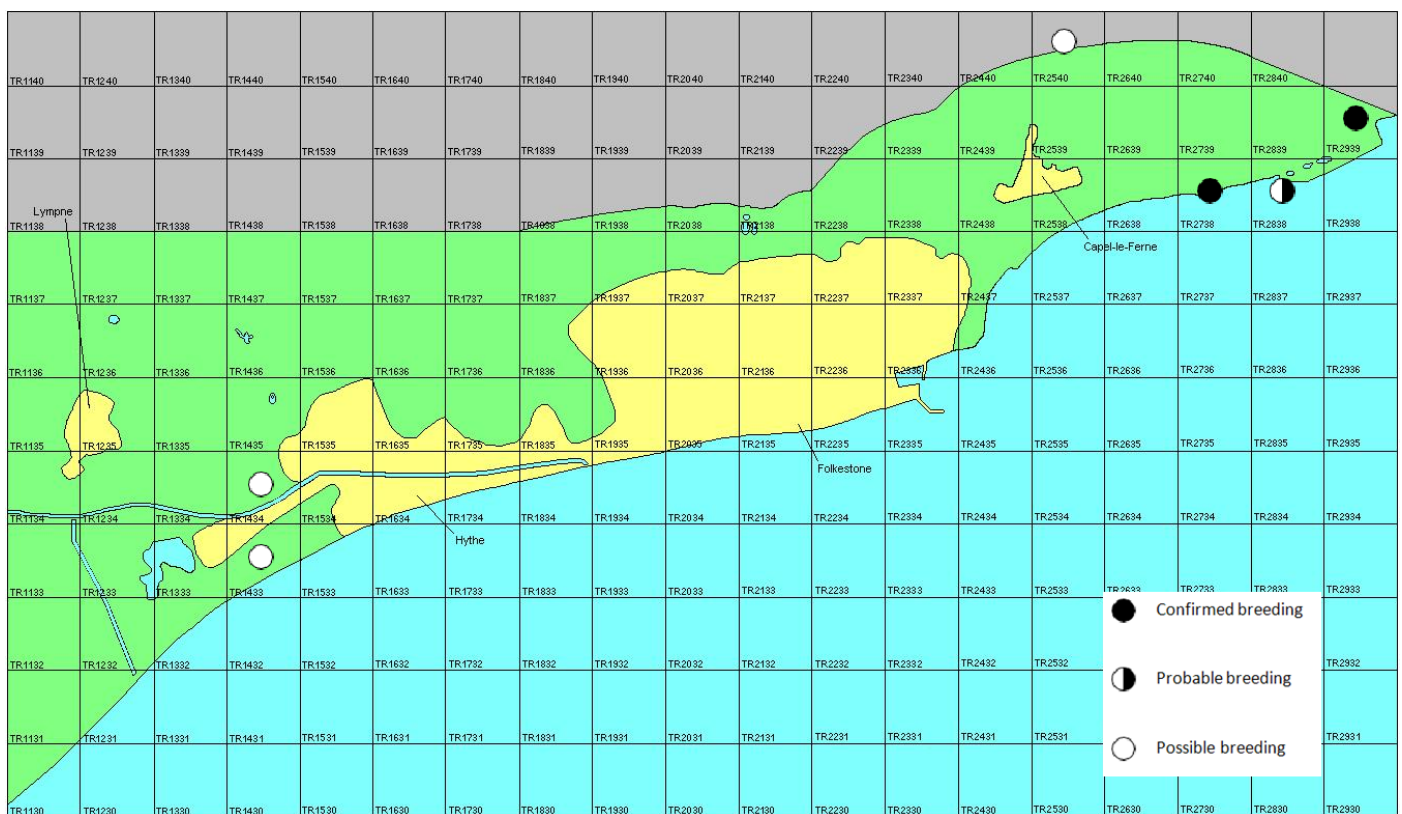 TR1140 TR1240 TR1340 TR1440 TR1540 TR1640 TR1740 TR1840 TR1940 TR2040 TR2140 TR2240 TR2340 TR2440 TR2540 TR2640 TR2740 TR2840
TR1139 TR1239 TR1339 TR1439 TR1539 TR1639 TR1739 TR1839 TR1939 TR2039 TR2139 TR2239 TR2339 TR2439 TR2539 TR2639 TR2739 TR2839 TR2939
Lympne
TR1138 TR1238 TR1338 TR1438 TR1538 TR1638 TR1738 TR1838 TR1938 TR2038 TR2138 TR2238 TR2338 TR2438 TR2538 TR2638 TR2738 TR2838 TR2938
Capel-le-Ferne
TR1137 TR1237 TR1337 TR1437 TR1537 TR1637 TR1737 TR1837 TR1937 TR2037 TR2137 TR2237 TR2337 TR2437 TR2537 TR2637 TR2737 TR2837 TR2937
TR1136 TR1236 TR1336 TR1436 TR1536 TR1636 TR1736 TR1836 TR1936 TR2036 TR2136 TR2236 TR2336 TR2436 TR2536 TR2636 TR2736 TR2836 TR2936
TR1135 TR1235 TR1335 TR1435 TR1535 TR1635 TR1735 TR1835 TR1935 TR2035 TR2135 TR2235 TR2335 TR2435 TR2535 TR2635 TR2735 TR2835 TR2935
Folkestone
TR1134 TR1234 TR1334 TR1434 TR1534 TR1634 TR1734 TR1834 TR1934 TR2034 TR2134 TR2234 TR2334 TR2434 TR2534 TR2634 TR2734 TR2834 TR2934
Hythe
TR1133 TR1233 TR1333 TR1433 TR1533 TR1633 TR1733 TR1833 TR1933 TR2033 TR2133 TR2233 TR2333 TR2433 TR2533 TR2633 TR2733 TR2833 TR2933
Confirmed breeding
TR1132 TR1232 TR1332 TR1432 TR1532 TR1632 TR1732 TR1832 TR1932 TR2032 TR2132 TR2232 TR2332 TR2432 TR2532 TR2932
Probable breeding
TR1131 TR1231 TR1331 TR1431 TR1531 TR1631 TR1731 TR1831 TR1931 TR2031 TR2131 TR2231 TR2331 TR2431 TR2531 TR2931
Possible breeding
TR1130 TR1230 TR1330 TR1430 TR1530 TR1630 TR1730 TR1830 TR1930 TR2030 TR2130 TR2230 TR2330 TR2430 TR2530 TR2630 TR2730 TR2830 TR2930